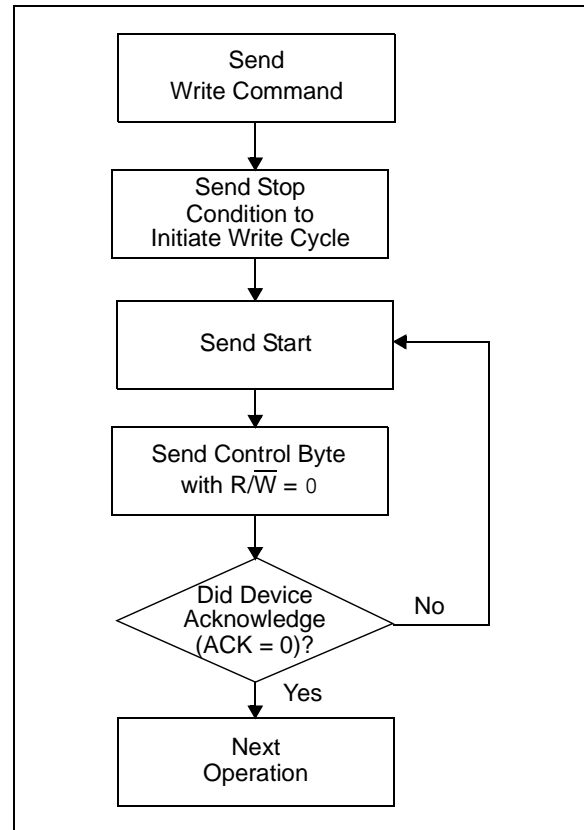 Send
Write Command
Send Stop
Condition to
Initiate Write Cycle
Send Start
Send Control Byte
with R/W̅ = 0
Did Device
Acknowledge
(ACK = 0)?
No
Yes
Next
Operation